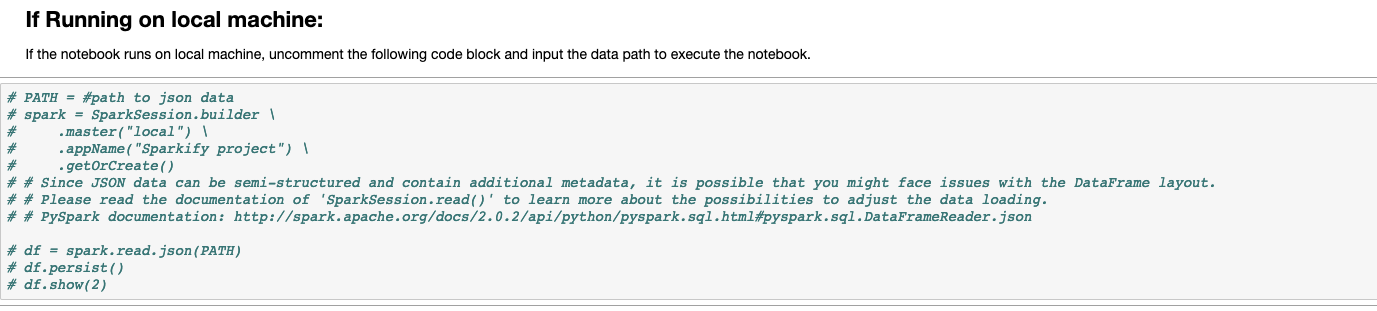 If Running on local machine:
If the notebook runs on local machine, uncomment the following code block and input the data path to execute the notebook.
# PATH = #path to json data
# spark = SparkSession.builder \
#     .master("local") \
#     .appName("Sparkify project") \
#     .getOrCreate()
# # Since JSON data can be semi-structured and contain additional metadata, it is possible that you might face issues with the DataFrame layout.
# # Please read the documentation of 'SparkSession.read()' to learn more about the possibilities to adjust the data loading.
# # PySpark documentation: http://spark.apache.org/docs/2.0.2/api/python/pyspark.sql.html#pyspark.sql.DataFrameReader.json
# df = spark.read.json(PATH)
# df.persist()
# df.show(2)